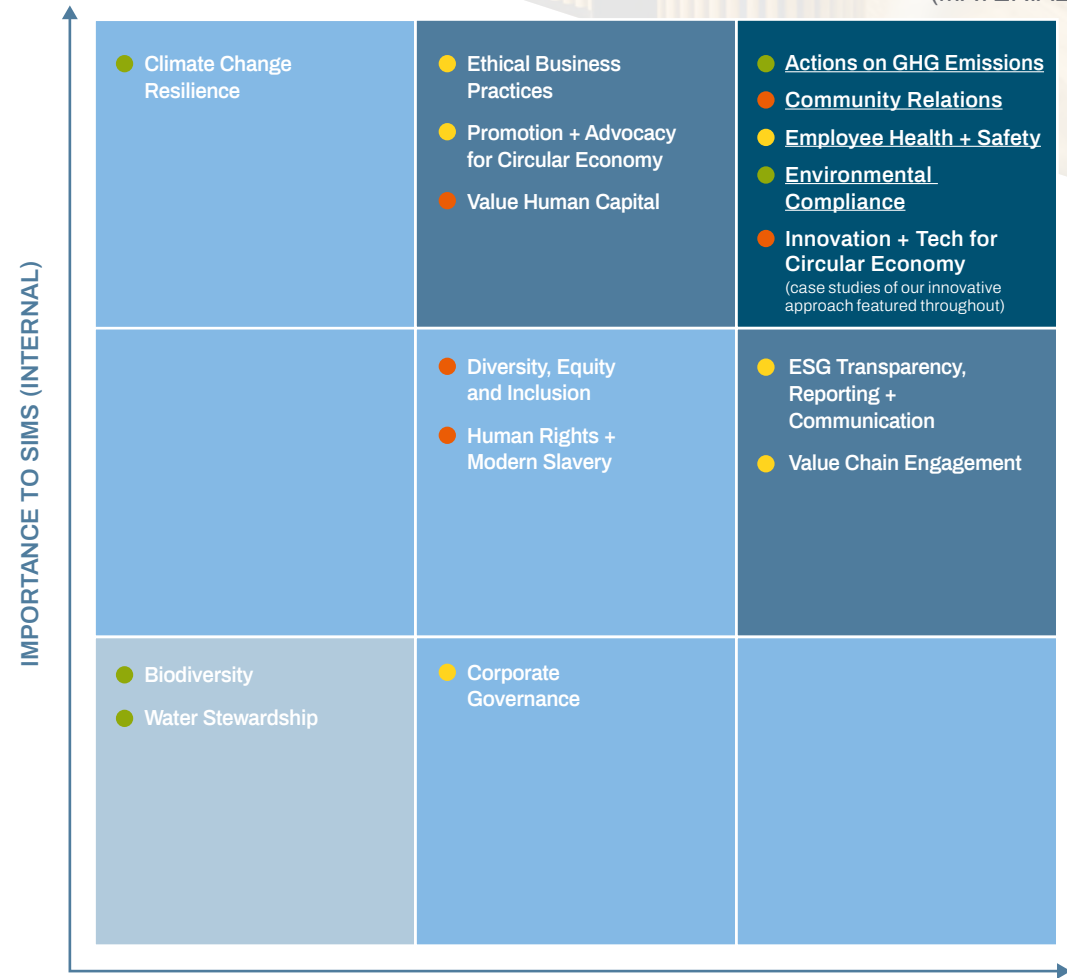 Climate Change
Resilience
Ethical Business
Practices
Promotion + Advocacy
for Circular Economy
Value Human Capital
Actions on GHG Emissions
Community Relations
Employee Health + Safety
Environmental
Compliance
Innovation + Tech for
Circular Economy
(case studies of our innovative
approach featured throughout)
IMPORTANCE TO SIMS (INTERNAL)
Diversity, Equity
and Inclusion
Human Rights +
Modern Slavery
ESG Transparency,
Reporting +
Communication
Value Chain Engagement
Biodiversity
Water Stewardship
Corporate
Governance